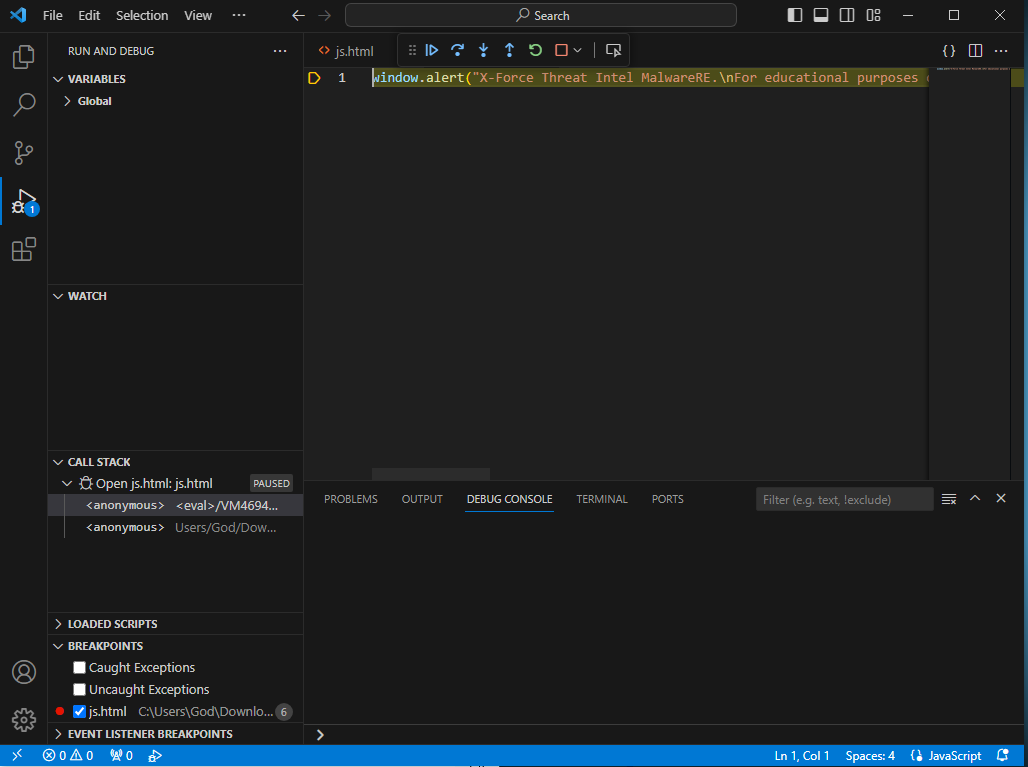 File Edit Selection View ··· Search
RUN AND DEBUG ···
VARIABLES
Global
1
WATCH
CALL STACK
Open js.html: js.html PAUSED
<anonymous> <eval>/VM4694...
<anonymous> Users/God/Dow...
LOADED SCRIPTS
BREAKPOINTS
Caught Exceptions
Uncaught Exceptions
js.html C:\Users\God\Downlo... 6
EVENT LISTENER BREAKPOINTS
js.html
1 window.alert("X-Force Threat Intel MalwareRE.\nFor educational purposes
PROBLEMS OUTPUT DEBUG CONSOLE TERMINAL PORTS Filter (e.g. text, !exclude)
0 0 0 Ln 1, Col 1 Spaces: 4 JavaScript